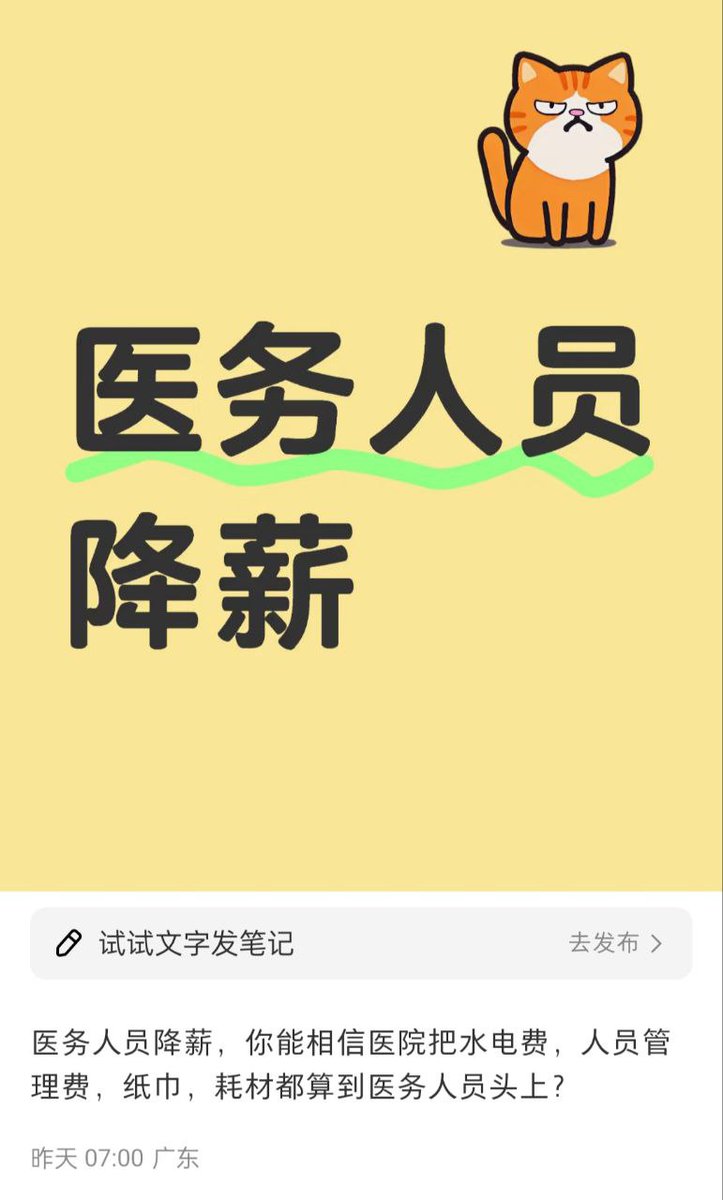 医务人员
降薪
试试文字发笔记
去发布
医务人员降薪，你能相信医院把水电费，人员管
理费，纸巾，耗材都算到医务人员头上？
昨天 07:00 广东